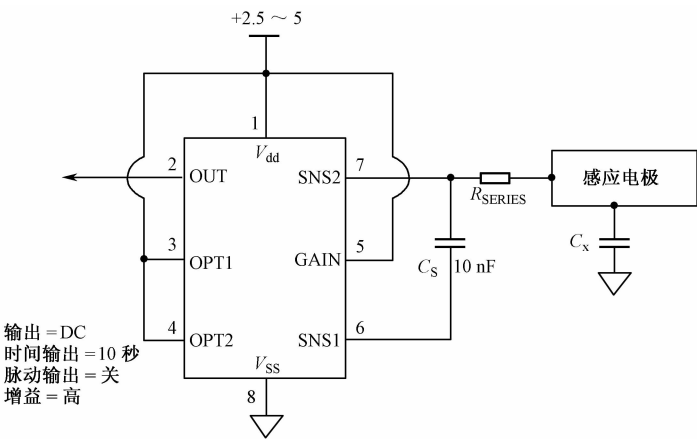 +2.5 ～ 5
1
Vdd
2
OUT
SNS2
7
RSERIES
感应电极
3
OPT1
GAIN
5
CS
10 nF
Cx
4
OPT2
SNS1
6
VSS
8
输出 =DC
时间输出 =10 秒
脉动输出 = 关
增益 = 高